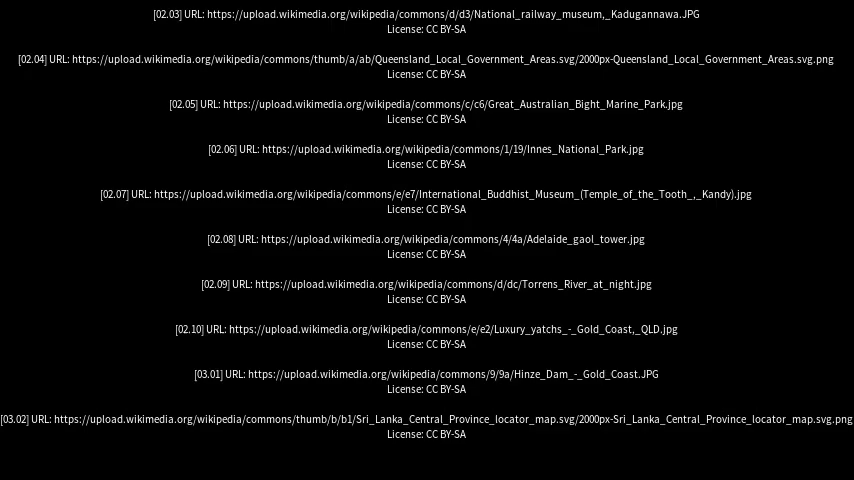 [02.03] URL: https://upload.wikimedia.org/wikipedia/commons/d/d3/National_railway_museum,_Kadugannawa.JPG
License: CC BY-SA
[02.04] URL: https://upload.wikimedia.org/wikipedia/commons/thumb/a/ab/Queensland_Local_Government_Areas.svg/2000px-Queensland_Local_Government_Areas.svg.png
License: CC BY-SA
[02.05] URL: https://upload.wikimedia.org/wikipedia/commons/c/c6/Great_Australian_Bight_Marine_Park.jpg
License: CC BY-SA
[02.06] URL: https://upload.wikimedia.org/wikipedia/commons/1/19/Innes_National_Park.jpg
License: CC BY-SA
[02.07] URL: https://upload.wikimedia.org/wikipedia/commons/e/e7/International_Buddhist_Museum_(Temple_of_the_Tooth_,_Kandy).jpg
License: CC BY-SA
[02.08] URL: https://upload.wikimedia.org/wikipedia/commons/4/4a/Adelaide_gaol_tower.jpg
License: CC BY-SA
[02.09] URL: https://upload.wikimedia.org/wikipedia/commons/d/dc/Torrens_River_at_night.jpg
License: CC BY-SA
[02.10] URL: https://upload.wikimedia.org/wikipedia/commons/e/e2/Luxury_yatchs_-_Gold_Coast,_QLD.jpg
License: CC BY-SA
[03.01] URL: https://upload.wikimedia.org/wikipedia/commons/9/9a/Hinze_Dam_-_Gold_Coast.JPG
License: CC BY-SA
[03.02] URL: https://upload.wikimedia.org/wikipedia/commons/thumb/b/b1/Sri_Lanka_Central_Province_locator_map.svg/2000px-Sri_Lanka_Central_Province_locator_map.svg.png
License: CC BY-SA